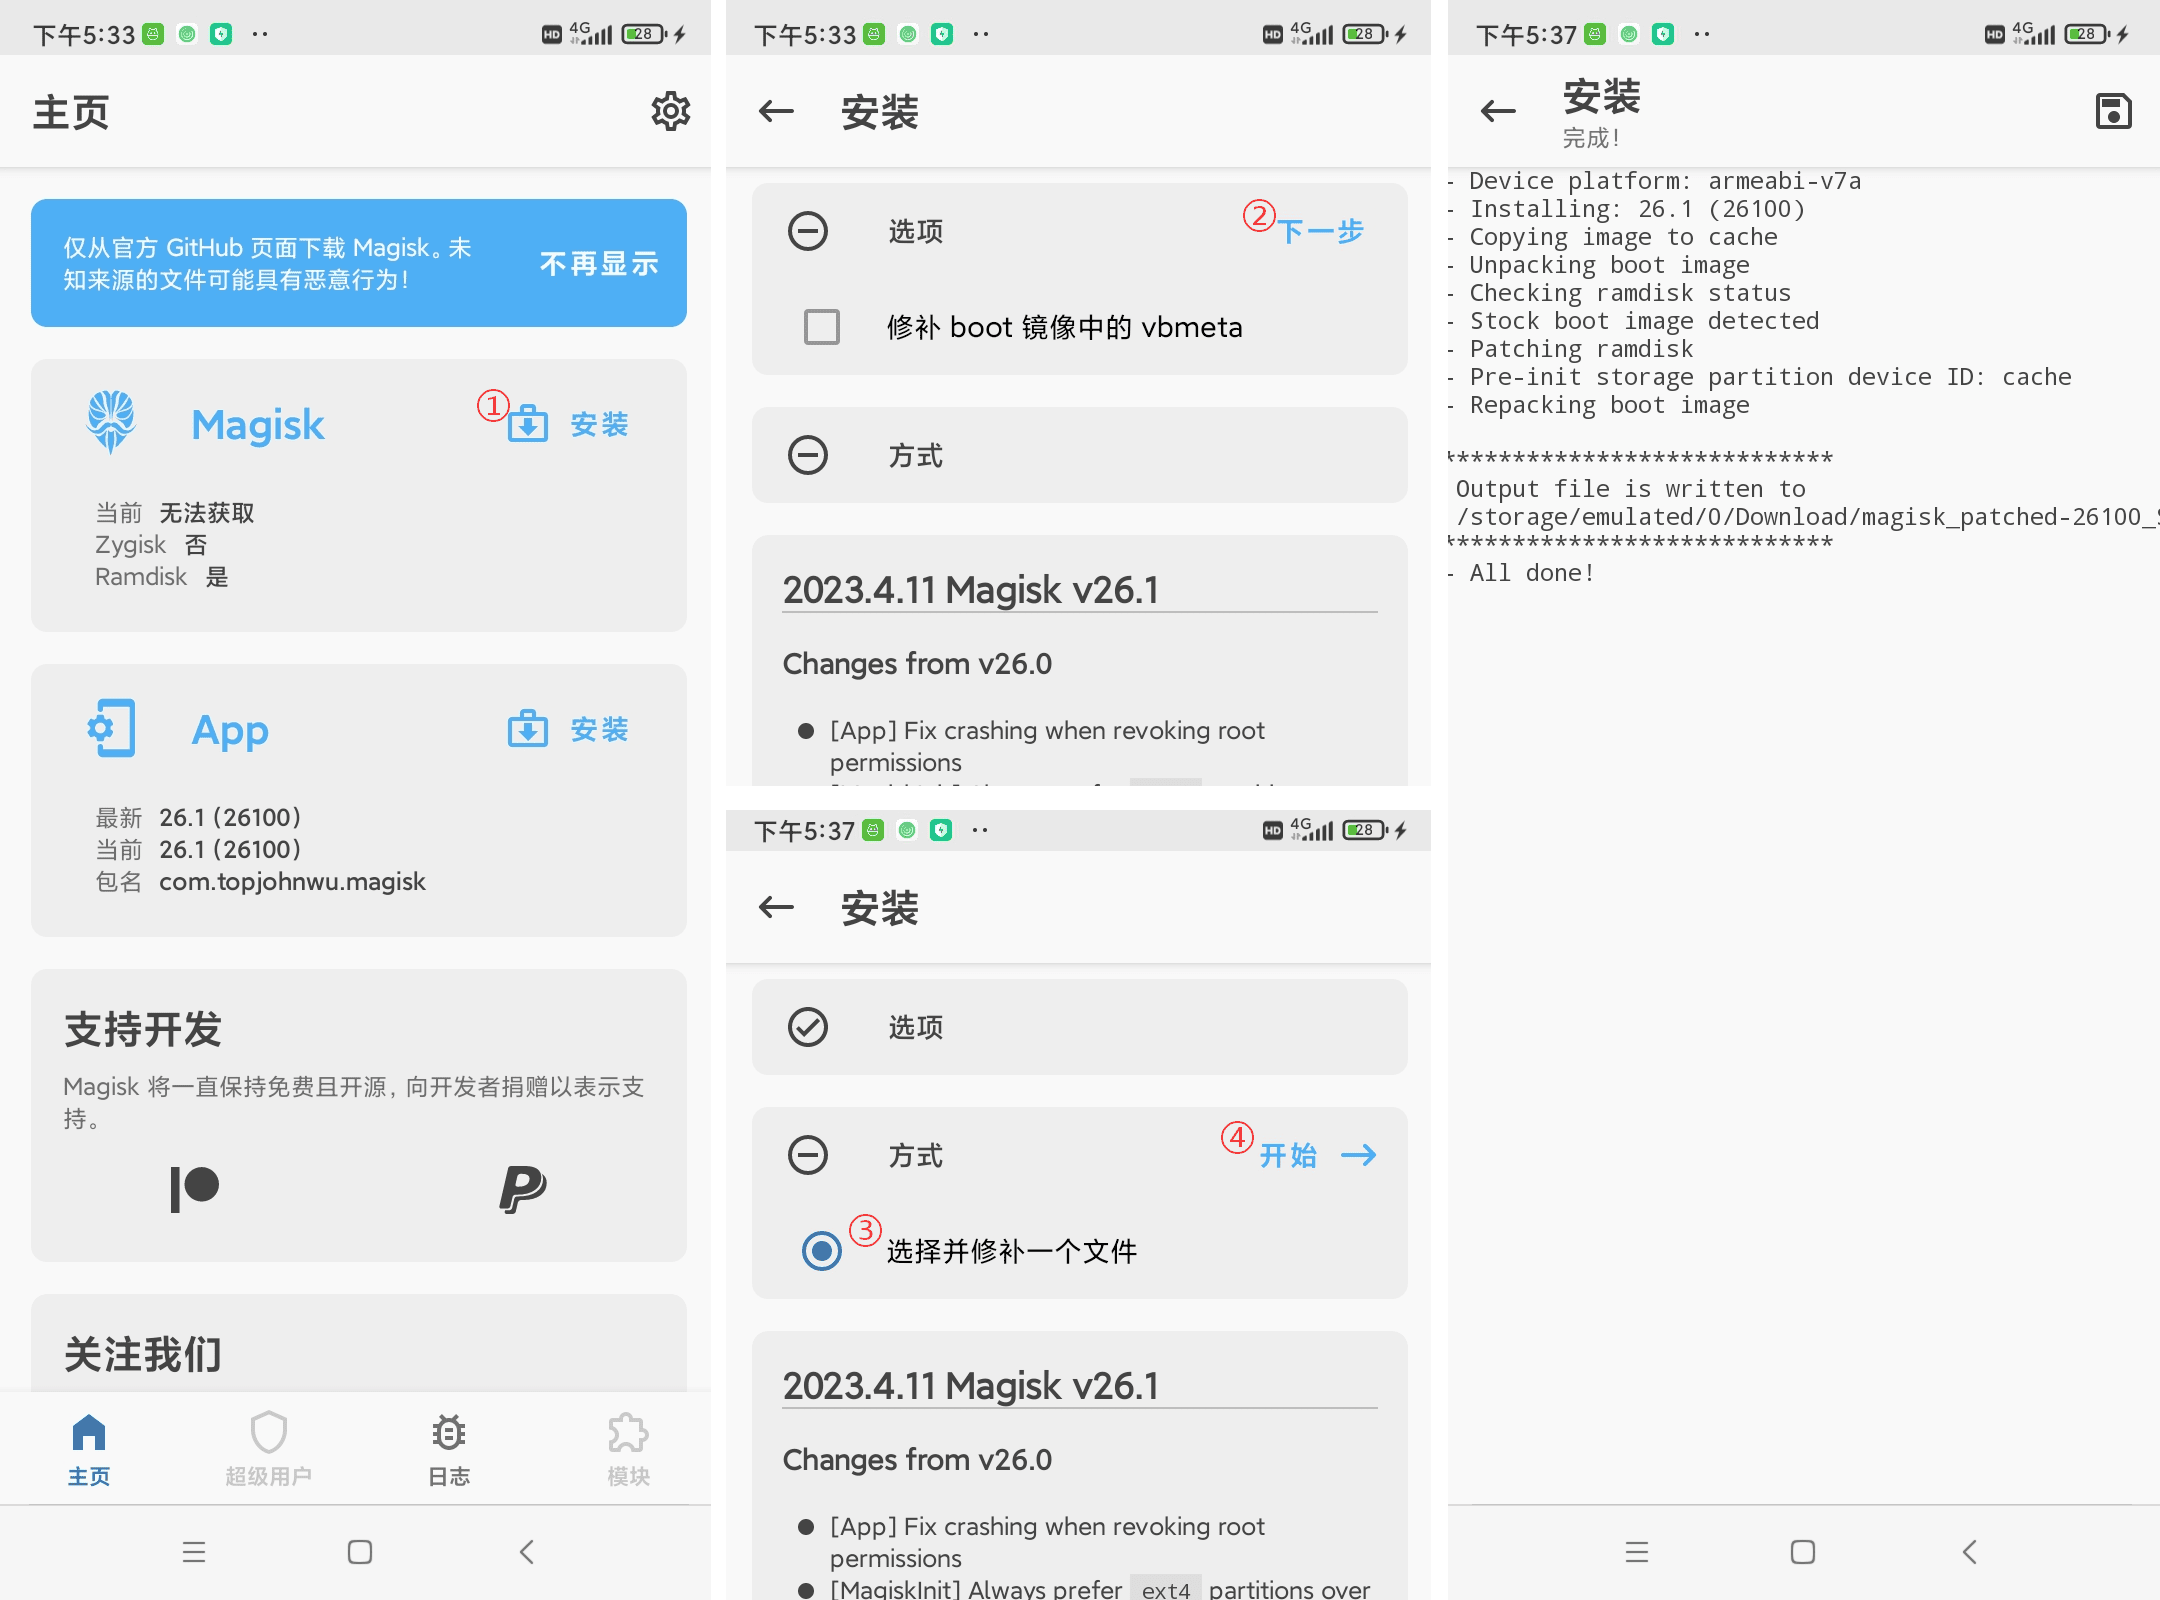 下午5:33
HD 4G 28
主页
仅从官方 GitHub 页面下载 Magisk。未
知来源的文件可能具有恶意行为！
不再显示
Magisk
① 安装
当前 无法获取
Zygisk 否
Ramdisk 是
App
安装
最新 26.1 (26100)
当前 26.1 (26100)
包名 com.topjohnwu.magisk
支持开发
Magisk 将一直保持免费且开源，向开发者捐赠以表示支
持。
关注我们
主页
超级用户
日志
模块
下午5:33
HD 4G 28
安装
选项
② 下一步
修补 boot 镜像中的 vbmeta
方式
2023.4.11 Magisk v26.1
Changes from v26.0
[App] Fix crashing when revoking root
permissions
下午5:37
HD 4G 28
安装
选项
方式
④ 开始
③ 选择并修补一个文件
2023.4.11 Magisk v26.1
Changes from v26.0
[App] Fix crashing when revoking root
permissions
[MagiskInit] Always prefer ext4 partitions over
下午5:37
HD 4G 28
安装
完成！
- Device platform: armeabi-v7a
- Installing: 26.1 (26100)
- Copying image to cache
- Unpacking boot image
- Checking ramdisk status
- Stock boot image detected
- Patching ramdisk
- Pre-init storage partition device ID: cache
- Repacking boot image
****************************
Output file is written to
/storage/emulated/0/Download/magisk_patched-26100_
****************************
- All done!